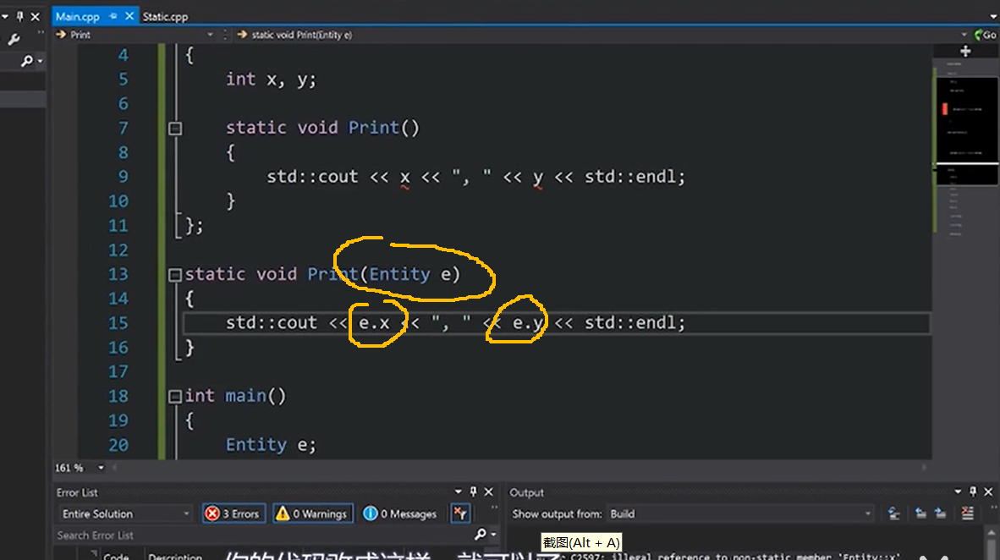 Main.cpp Static.cpp
Print static void Print(Entity e) Go
4 {
5 int x, y;
6
7 static void Print()
8 {
9 std::cout << x << ", " << y << std::endl;
10 }
11 };
12
13 static void Print(Entity e)
14 {
15 std::cout << e.x << ", " << e.y << std::endl;
16 }
17
18 int main()
19 {
20 Entity e;
161 %
Error List Output
Entire Solution 3 Errors 0 Warnings 0 Messages Show output from: Build
Search Error List 截图(Alt + A)
Code Description 你的代码改成这样 就可以了 C2597: illegal reference to non-static member 'Entity::x'